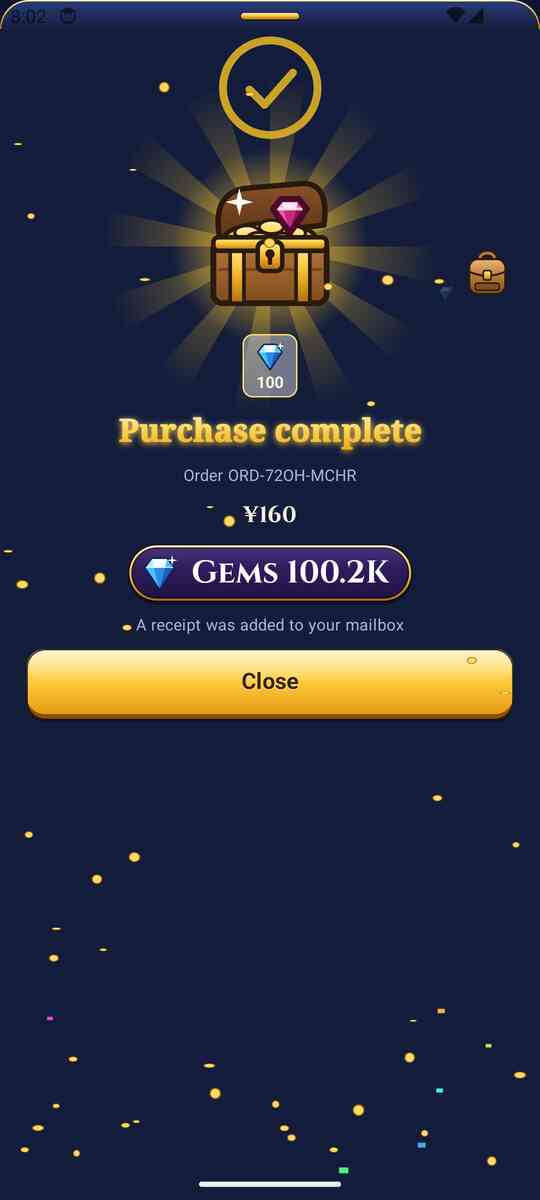 8:02
100
Purchase complete
Order ORD-72OH-MCHR
¥160
Gems 100.2K
A receipt was added to your mailbox
Close